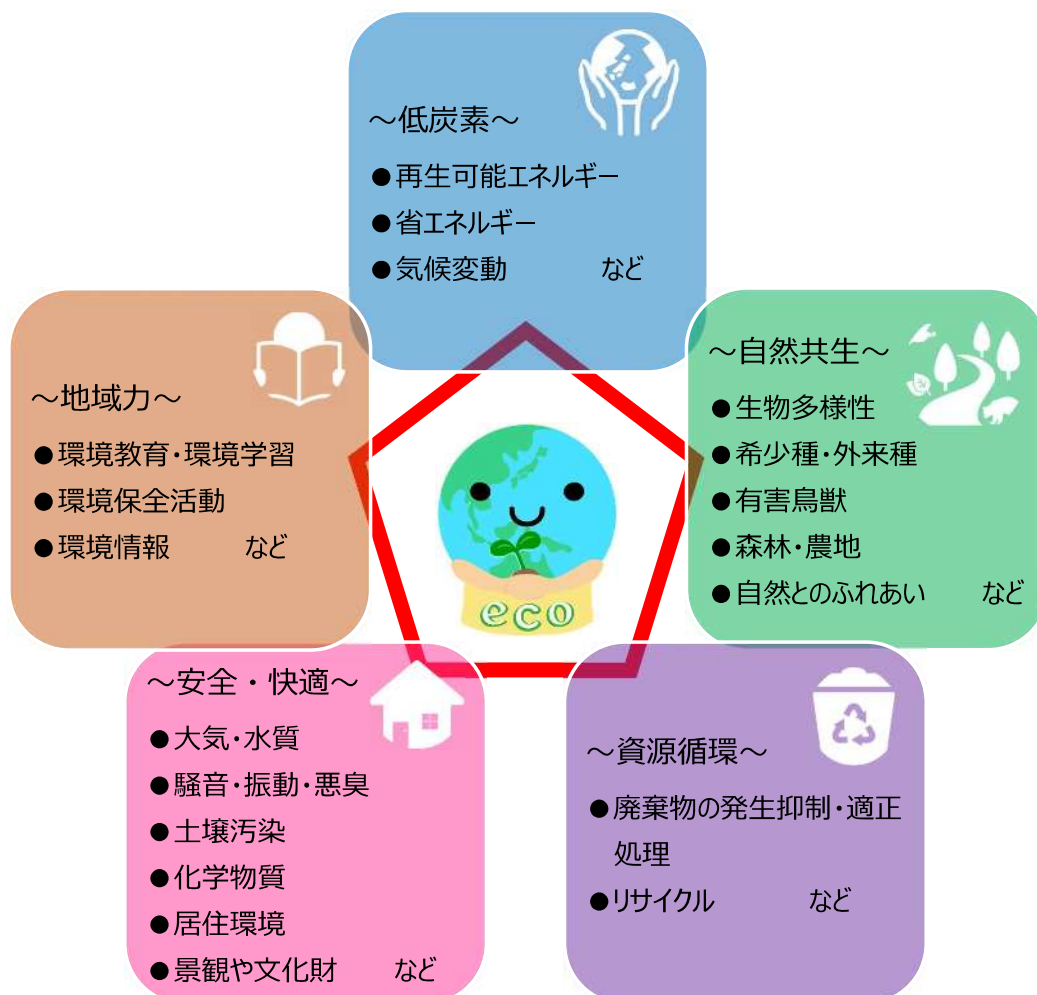 ～低炭素～
●再生可能エネルギー
●省エネルギー
●気候変動　など
～地域力～
●環境教育・環境学習
●環境保全活動
●環境情報　など
～自然共生～
●生物多様性
●希少種・外来種
●有害鳥獣
●森林・農地
●自然とのふれあい　など
eco
～安全・快適～
●大気・水質
●騒音・振動・悪臭
●土壌汚染
●化学物質
●居住環境
●景観や文化財　など
～資源循環～
●廃棄物の発生抑制・適正
処理
●リサイクル　など